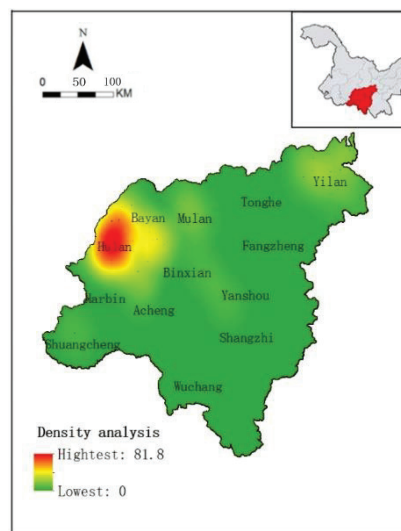 N
0 50 100
KM
Yilan
Tonghe
Bayan
Mulan
Hulan
Fangzheng
Binxian
Harbin
Acheng
Yanshou
Shuangcheng
Shangzhi
Wuchang
Density analysis
Hightest: 81.8
Lowest: 0